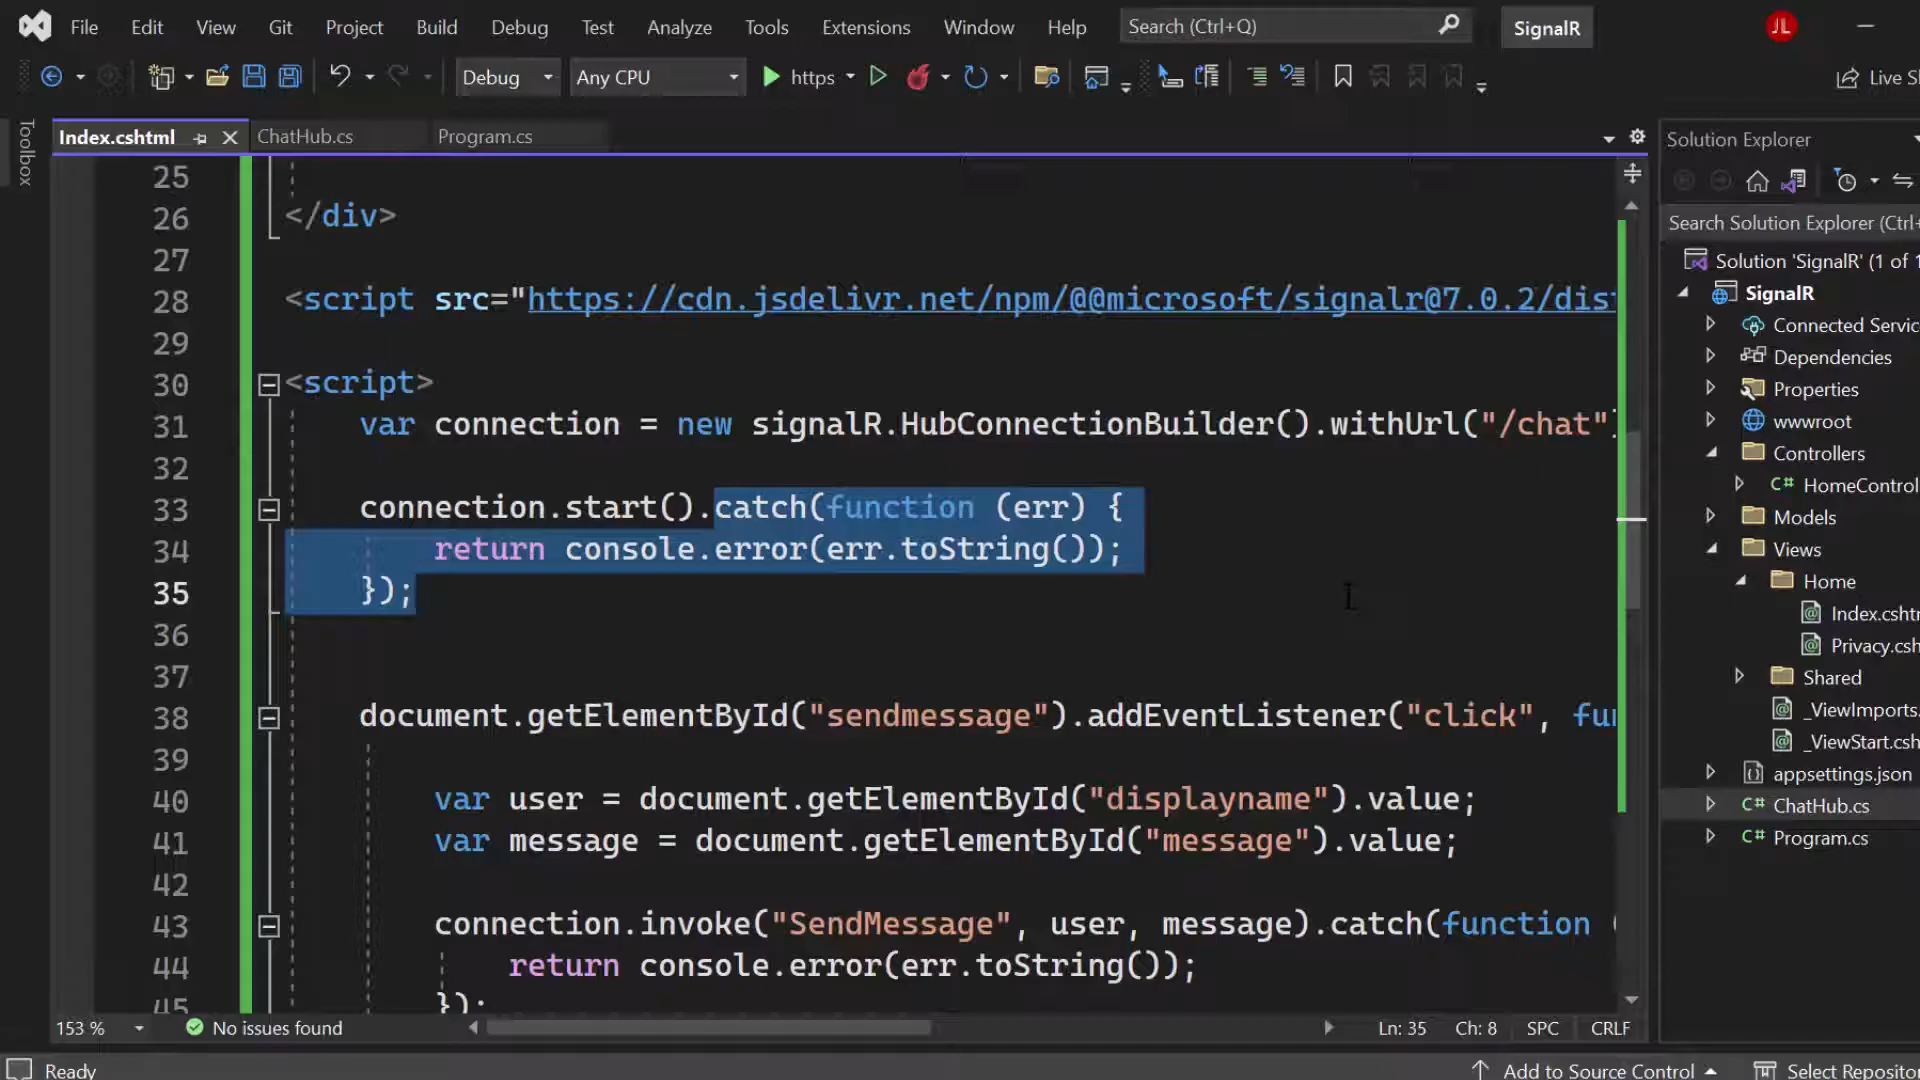 File Edit View Git Project Build Debug Test Analyze Tools Extensions Window Help Search (Ctrl+Q) SignalR JL
Debug Any CPU https Live
Toolbox
Index.cshtml ChatHub.cs Program.cs
25
26 </div>
27
28 <script src="https://cdn.jsdelivr.net/npm/@@microsoft/signalr@7.0.2/dis
29
30 <script>
31 var connection = new signalR.HubConnectionBuilder().withUrl("/chat")
32
33 connection.start().catch(function (err) {
34 return console.error(err.toString());
35 });
36
37
38 document.getElementById("sendmessage").addEventListener("click", fu
39
40 var user = document.getElementById("displayname").value;
41 var message = document.getElementById("message").value;
42
43 connection.invoke("SendMessage", user, message).catch(function (
44 return console.error(err.toString());
45 });
153 % No issues found Ln: 35 Ch: 8 SPC CRLF
Ready Add to Source Control Select Reposito
Solution Explorer
Search Solution Explorer (Ctrl+
Solution 'SignalR' (1 of 1
SignalR
Connected Servic
Dependencies
Properties
wwwroot
Controllers
C# HomeControl
Models
Views
Home
Index.csht
Privacy.csh
Shared
_ViewImports.
_ViewStart.csh
appsettings.json
C# ChatHub.cs
C# Program.cs